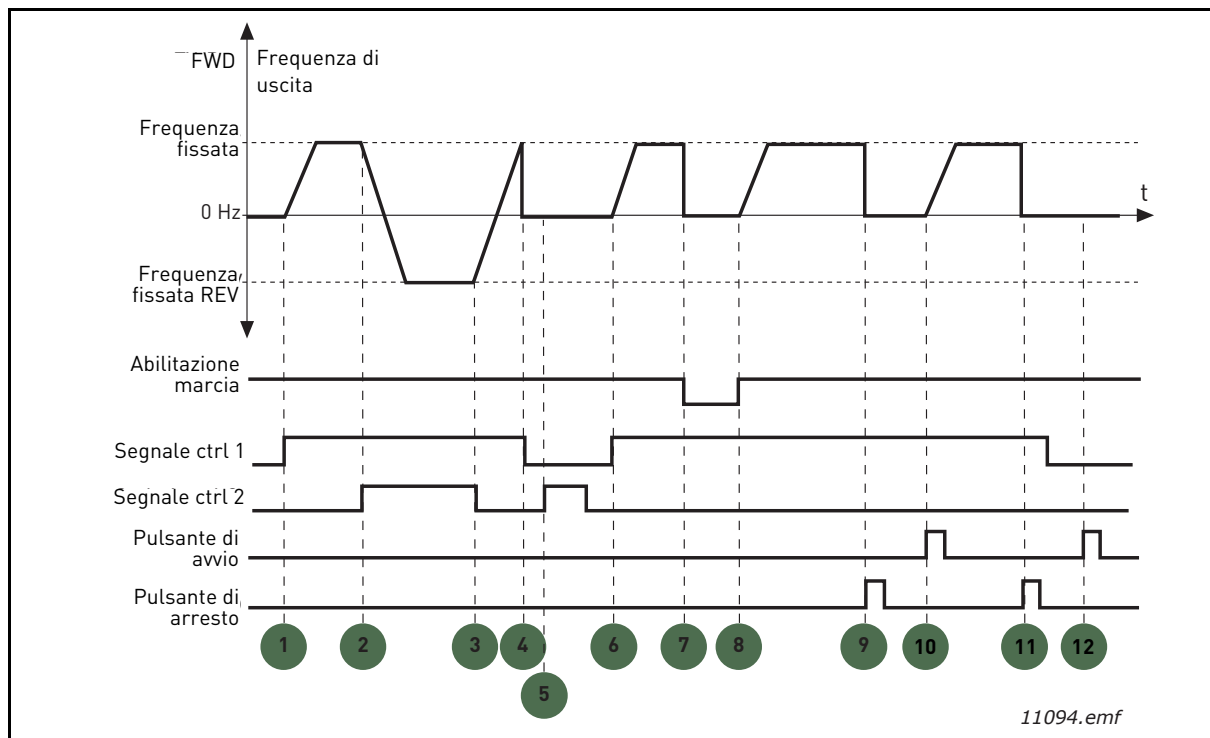 FWD
Frequenza di
uscita
Frequenza
fissata
t
0 Hz
Frequenza
fissata REV
Abilitazione
marcia
Segnale ctrl 1
Segnale ctrl 2
Pulsante di
avvio
Pulsante di
arresto
1 2 3 4 6 7 8 9 10 11 12
5
11094.emf